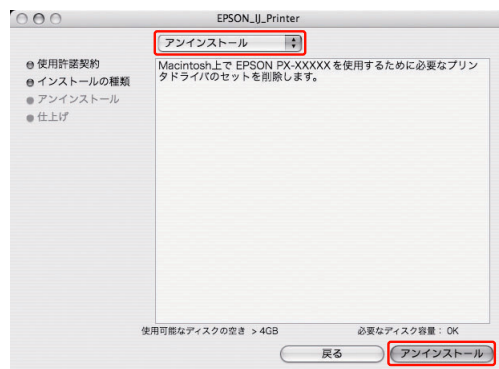 EPSON_IJ_Printer
アンインストール
使用許諾契約
インストールの種類
アンインストール
仕上げ
Macintosh上で EPSON PX-XXXXX を使用するために必要なプリン
タドライバのセットを削除します。
使用可能なディスクの空き > 4GB
必要なディスク容量： 0K
戻る
アンインストール